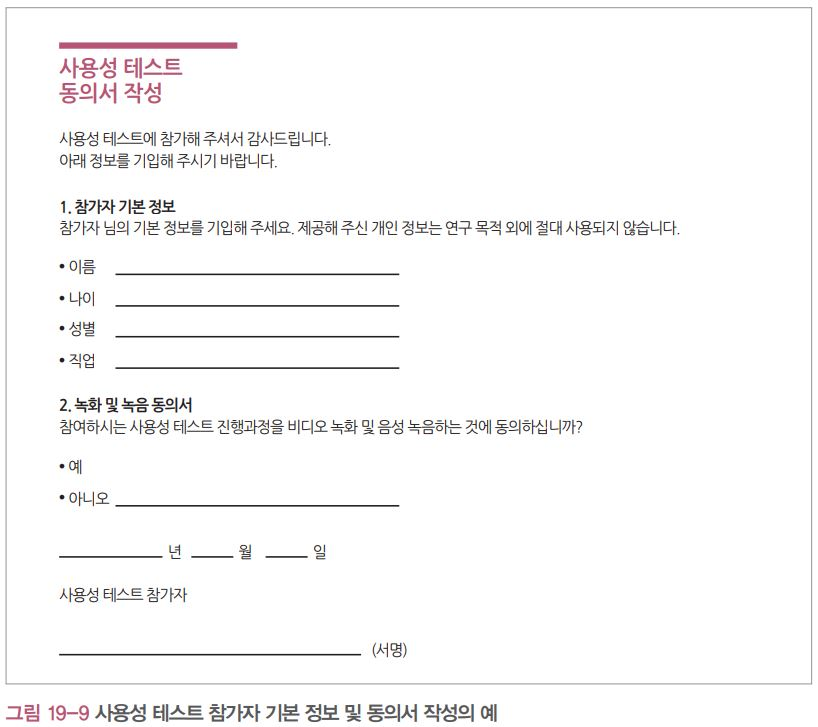 사용성 테스트
동의서 작성
사용성 테스트에 참가해 주셔서 감사드립니다.
아래 정보를 기입해 주시기 바랍니다.
1. 참가자 기본 정보
참가자 님의 기본 정보를 기입해 주세요. 제공해 주신 개인 정보는 연구 목적 외에 절대 사용되지 않습니다.
• 이름
• 나이
• 성별
• 직업
2. 녹화 및 녹음 동의서
참여하시는 사용성 테스트 진행과정을 비디오 녹화 및 음성 녹음하는 것에 동의하십니까?
• 예
• 아니오
년 월 일
사용성 테스트 참가자
(서명)
그림 19-9 사용성 테스트 참가자 기본 정보 및 동의서 작성의 예